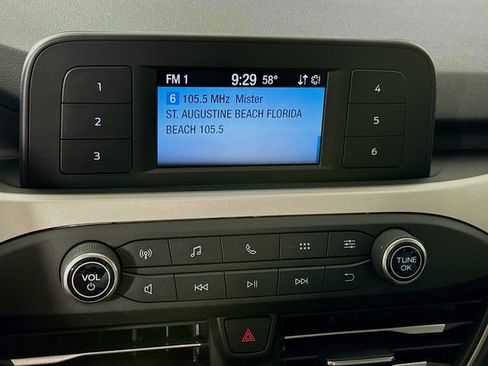 FM 1 9:29 58°
6 105.5 MHz Mister
ST. AUGUSTINE BEACH FLORIDA
BEACH 105.5
1
2
3
4
5
6
VOL
TUNE
OK